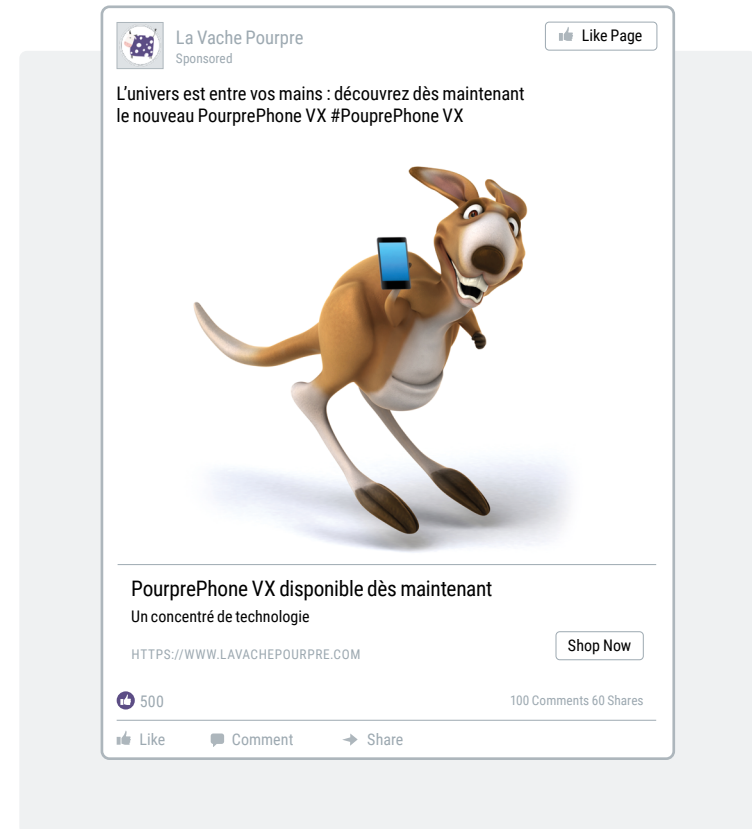 La Vache Pourpre
Sponsored
Like Page
L’univers est entre vos mains : découvrez dès maintenant
le nouveau PourprePhone VX #PouprePhone VX
PourprePhone VX disponible dès maintenant
Un concentré de technologie
HTTPS://WWW.LAVACHEPOURPRE.COM
Shop Now
500
100 Comments 60 Shares
Like Comment Share